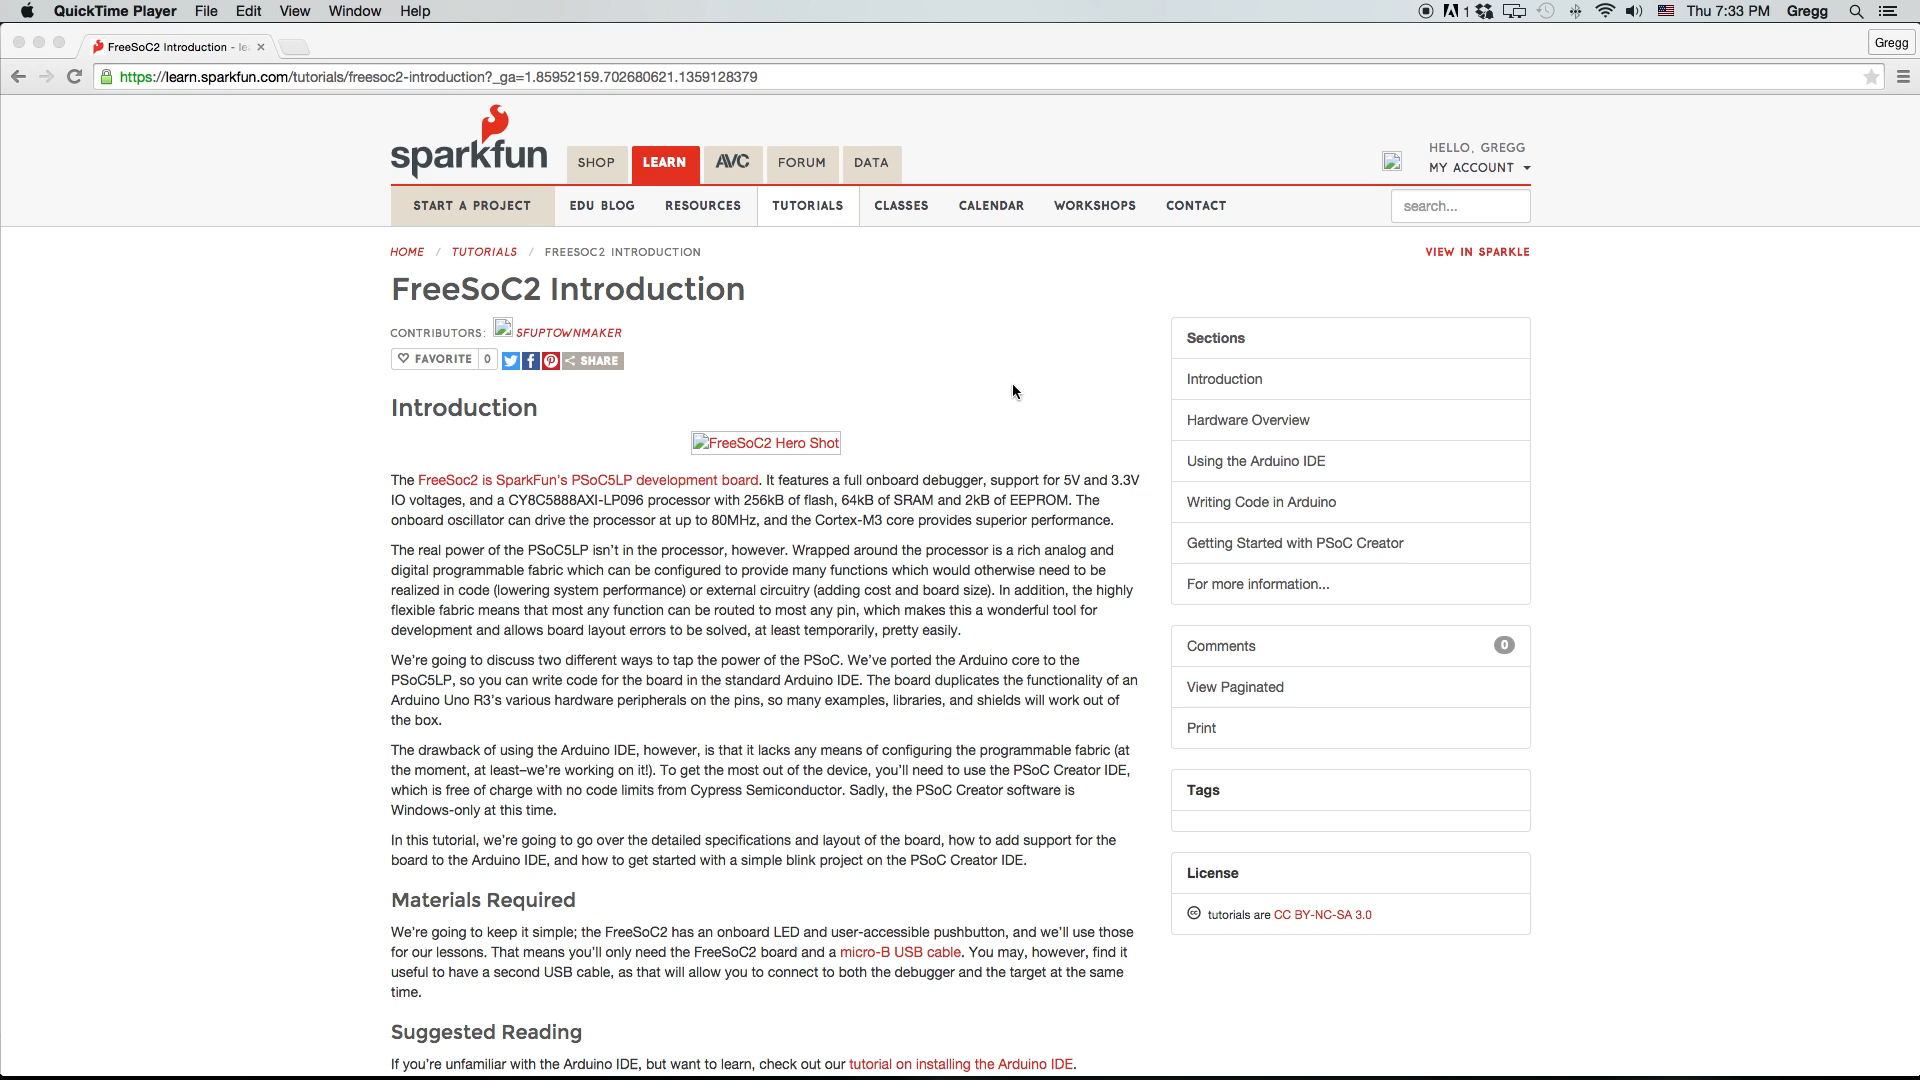 QuickTime Player File Edit View Window Help
1 Thu 7:33 PM Gregg
FreeSoC2 Introduction - le
Gregg
https://learn.sparkfun.com/tutorials/freesoc2-introduction?_ga=1.85952159.702680621.1359128379
sparkfun
SHOP LEARN AVC FORUM DATA
HELLO, GREGG
MY ACCOUNT
START A PROJECT EDU BLOG RESOURCES TUTORIALS CLASSES CALENDAR WORKSHOPS CONTACT search...
HOME / TUTORIALS / FREESOC2 INTRODUCTION
VIEW IN SPARKLE
FreeSoC2 Introduction
CONTRIBUTORS: SFUPTOWNMAKER
FAVORITE 0 SHARE
Introduction
FreeSoC2 Hero Shot
The FreeSoc2 is SparkFun's PSoC5LP development board. It features a full onboard debugger, support for 5V and 3.3V
IO voltages, and a CY8C5888AXI-LP096 processor with 256kB of flash, 64kB of SRAM and 2kB of EEPROM. The
onboard oscillator can drive the processor at up to 80MHz, and the Cortex-M3 core provides superior performance.
The real power of the PSoC5LP isn't in the processor, however. Wrapped around the processor is a rich analog and
digital programmable fabric which can be configured to provide many functions which would otherwise need to be
realized in code (lowering system performance) or external circuitry (adding cost and board size). In addition, the highly
flexible fabric means that most any function can be routed to most any pin, which makes this a wonderful tool for
development and allows board layout errors to be solved, at least temporarily, pretty easily.
We're going to discuss two different ways to tap the power of the PSoC. We've ported the Arduino core to the
PSoC5LP, so you can write code for the board in the standard Arduino IDE. The board duplicates the functionality of an
Arduino Uno R3's various hardware peripherals on the pins, so many examples, libraries, and shields will work out of
the box.
The drawback of using the Arduino IDE, however, is that it lacks any means of configuring the programmable fabric (at
the moment, at least–we're working on it!). To get the most out of the device, you'll need to use the PSoC Creator IDE,
which is free of charge with no code limits from Cypress Semiconductor. Sadly, the PSoC Creator software is
Windows-only at this time.
In this tutorial, we're going to go over the detailed specifications and layout of the board, how to add support for the
board to the Arduino IDE, and how to get started with a simple blink project on the PSoC Creator IDE.
Materials Required
We're going to keep it simple; the FreeSoC2 has an onboard LED and user-accessible pushbutton, and we'll use those
for our lessons. That means you'll only need the FreeSoC2 board and a micro-B USB cable. You may, however, find it
useful to have a second USB cable, as that will allow you to connect to both the debugger and the target at the same
time.
Suggested Reading
If you're unfamiliar with the Arduino IDE, but want to learn, check out our tutorial on installing the Arduino IDE.
Sections
Introduction
Hardware Overview
Using the Arduino IDE
Writing Code in Arduino
Getting Started with PSoC Creator
For more information...
Comments 0
View Paginated
Print
Tags
License
cc tutorials are CC BY-NC-SA 3.0